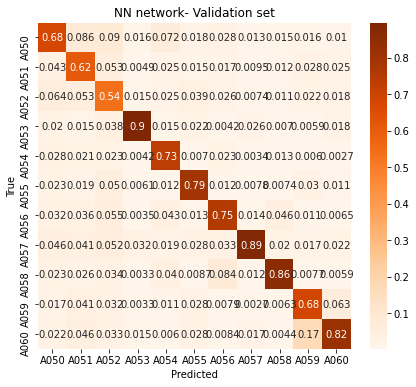 NN network- Validation set
True
A050 0.68 0.086 0.09 0.016 0.072 0.018 0.028 0.013 0.015 0.016 0.01
A051 0.043 0.62 0.053 0.0049 0.025 0.015 0.017 0.0095 0.012 0.028 0.025
A052 0.064 0.053 0.54 0.015 0.025 0.039 0.026 0.0074 0.011 0.022 0.018
A053 0.02 0.015 0.038 0.9 0.015 0.022 0.0042 0.026 0.007 0.0059 0.018
A054 0.028 0.021 0.023 0.0042 0.73 0.007 0.023 0.0034 0.013 0.006 0.0027
A055 0.023 0.019 0.05 0.0061 0.012 0.79 0.012 0.0078 0.0074 0.03 0.011
A056 0.032 0.036 0.055 0.0035 0.043 0.013 0.75 0.014 0.046 0.011 0.0065
A057 0.046 0.041 0.052 0.032 0.019 0.028 0.033 0.89 0.02 0.017 0.022
A058 0.023 0.026 0.034 0.0033 0.04 0.0087 0.084 0.012 0.86 0.0077 0.0059
A059 0.017 0.041 0.032 0.0033 0.011 0.028 0.0079 0.0027 0.0063 0.68 0.063
A060 0.022 0.046 0.033 0.015 0.006 0.028 0.0084 0.017 0.0044 0.17 0.82
A050 A051 A052 A053 A054 A055 A056 A057 A058 A059 A060
Predicted
0.8
0.7
0.6
0.5
0.4
0.3
0.2
0.1